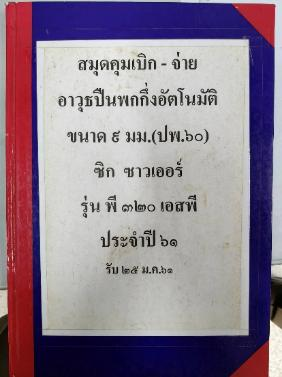 สมุดคุมเบิก - จ่าย
อาวุธปืนพกกึ่งอัตโนมัติ
ขนาด ๙ มม.(ปพ.๖๐)
ซิก ซาวเออร์
รุ่น พี ๓๒๐ เอสพี
ประจำปี ๖๑
รับ ๒๕ ม.ค.๖๑